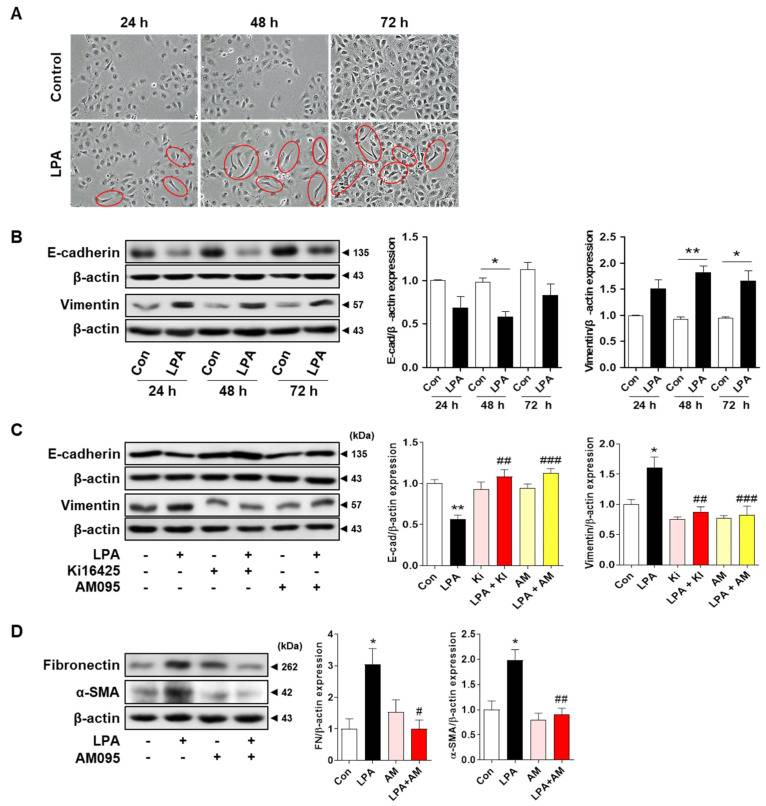 A
24 h 48 h 72 h
Control
LPA
B
E-cadherin 135
β-actin 43
Vimentin 57
β-actin 43
Con LPA Con LPA Con LPA
24 h 48 h 72 h
E-cad/β -actin expression
1.5
1.0
0.5
0.0
*
Con LPA Con LPA Con LPA
24 h 48 h 72 h
Vimentin/β -actin expression
2.0
1.5
1.0
0.5
0.0
** *
Con LPA Con LPA Con LPA
24 h 48 h 72 h
C
(kDa)
E-cadherin 135
β-actin 43
Vimentin 57
β-actin 43
LPA - + - + - +
Ki16425 - - + + - -
AM095 - - - - + +
E-cad/β-actin expression
1.5
1.0
0.5
0.0
** ## ###
Con LPA Ki LPA + KI AM LPA + AM
Vimentin/β-actin expression
2.0
1.5
1.0
0.5
0.0
* ## ###
Con LPA Ki LPA + KI AM LPA + AM
D
(kDa)
Fibronectin 262
α-SMA 42
β-actin 43
LPA - + - +
AM095 - - + +
FN/β-actin expression
4
3
2
1
0
* #
Con LPA AM LPA+AM
α-SMA/β-actin expression
2.5
2.0
1.5
1.0
0.5
0.0
* ##
Con LPA AM LPA+AM